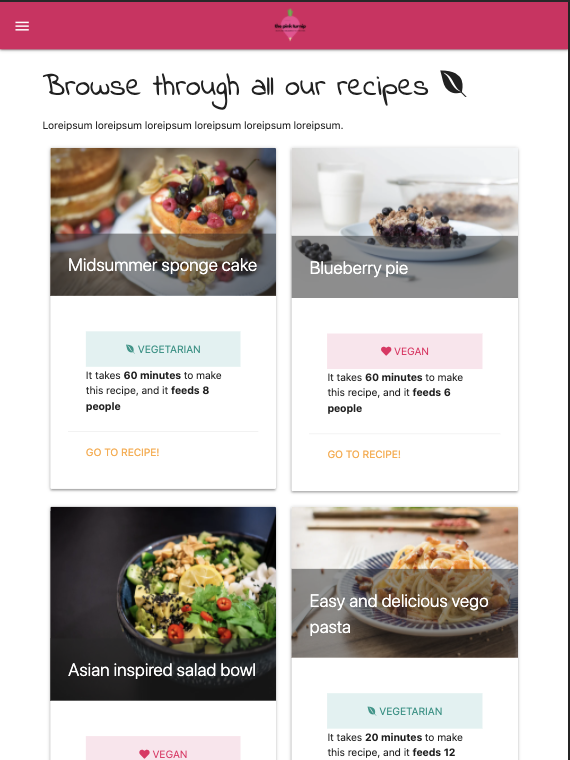 the pink turnip
Browse through all our recipes
Loreipsum loreipsum loreipsum loreipsum loreipsum loreipsum.
Midsummer sponge cake
VEGETARIAN
It takes 60 minutes to make
this recipe, and it feeds 8
people
GO TO RECIPE!
Blueberry pie
VEGAN
It takes 60 minutes to make
this recipe, and it feeds 6
people
GO TO RECIPE!
Asian inspired salad bowl
VEGAN
Easy and delicious vego
pasta
VEGETARIAN
It takes 20 minutes to make
this recipe, and it feeds 12